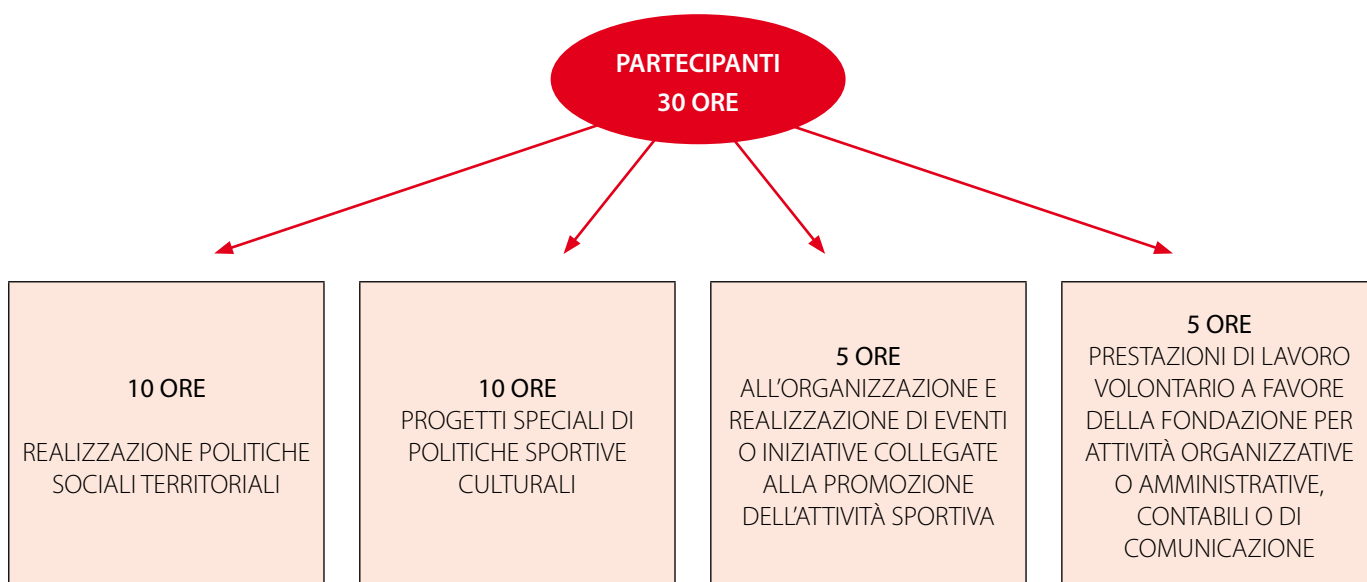 PARTECIPANTI
30 ORE
10 ORE
REALIZZAZIONE POLITICHE
SOCIALI TERRITORIALI
10 ORE
PROGETTI SPECIALI DI
POLITICHE SPORTIVE
CULTURALI
5 ORE
ALL'ORGANIZZAZIONE E
REALIZZAZIONE DI EVENTI
O INIZIATIVE COLLEGATE
ALLA PROMOZIONE
DELL'ATTIVITÀ SPORTIVA
5 ORE
PRESTAZIONI DI LAVORO
VOLONTARIO A FAVORE
DELLA FONDAZIONE PER
ATTIVITÀ ORGANIZZATIVE
O AMMINISTRATIVE,
CONTABILI O DI
COMUNICAZIONE